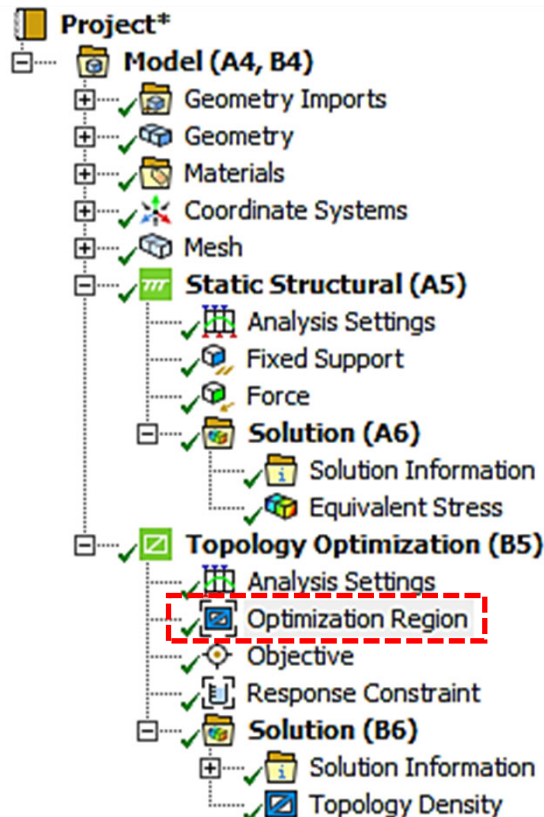 Project*
Model (A4, B4)
Geometry Imports
Geometry
Materials
Coordinate Systems
Mesh
Static Structural (A5)
Analysis Settings
Fixed Support
Force
Solution (A6)
Solution Information
Equivalent Stress
Topology Optimization (B5)
Analysis Settings
Optimization Region
Objective
Response Constraint
Solution (B6)
Solution Information
Topology Density